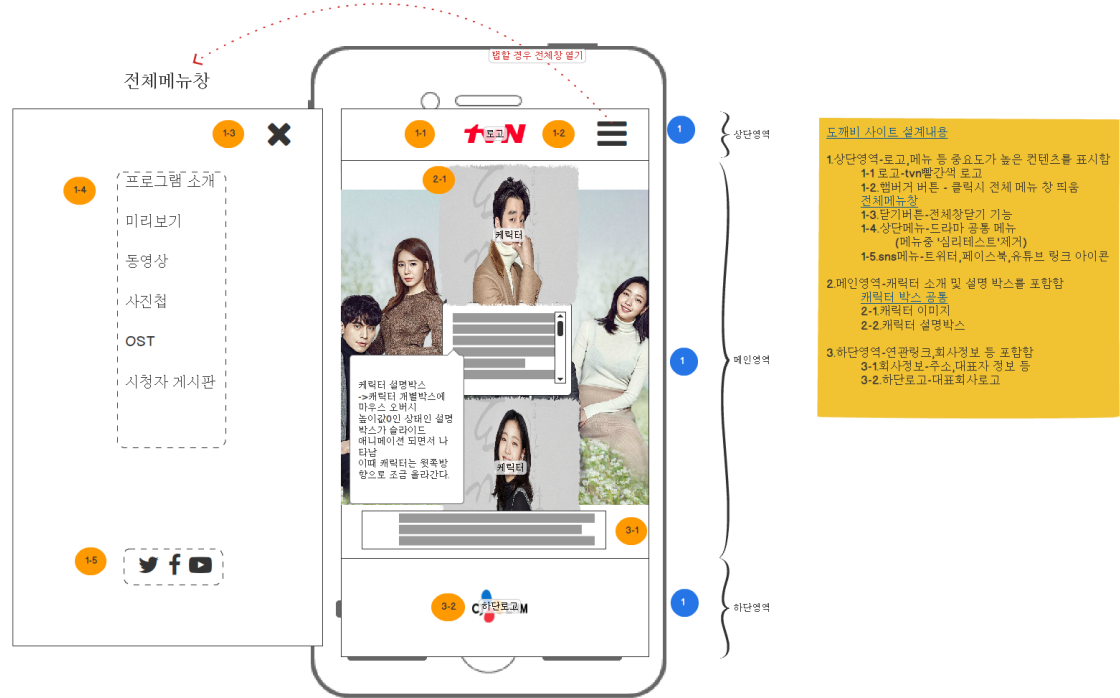 탭할 경우 전체창 열기
전체메뉴창
1-3
1-4
프로그램 소개
미리보기
동영상
사진첩
OST
시청자 게시판
1-5
1-1
tvN
로고
1-2
1
상단영역
2-1
캐릭터
케릭터 설명박스
->캐릭터 개별박스에
마우스 오버시
높이값0인 상태인 설명
박스가 슬라이드
애니메이션 되면서 나
타남
이때 캐릭터는 윗쪽방
향으로 조금 올라간다.
캐릭터
1
메인영역
3-1
3-2
하단로고
1
하단영역
도깨비 사이트 설계내용
1.상단영역-로고,메뉴 등 중요도가 높은 컨텐츠를 표시함
1-1 로고-tvn빨간색 로고
1-2.햄버거 버튼 - 클릭시 전체 메뉴 창 띄움
전체메뉴창
1-3.닫기버튼-전체창닫기 기능
1-4.상단메뉴-드라마 공통 메뉴
(메뉴중 '심리테스트'제거)
1-5.sns메뉴-트위터,페이스북,유튜브 링크 아이콘
2.메인영역-캐릭터 소개 및 설명 박스를 포함함
캐릭터 박스 공통
2-1.캐릭터 이미지
2-2.캐릭터 설명박스
3.하단영역-연관링크,회사정보 등 포함함
3-1.회사정보-주소,대표자 정보 등
3-2.하단로고-대표회사로고